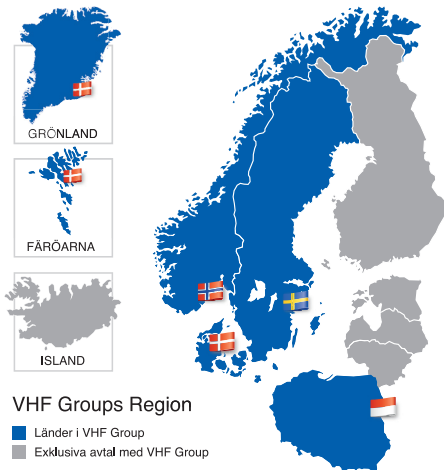 GRÖNLAND
FÄRÖARNA
ISLAND
VHF Groups Region
Länder i VHF Group
Exklusiva avtal med VHF Group